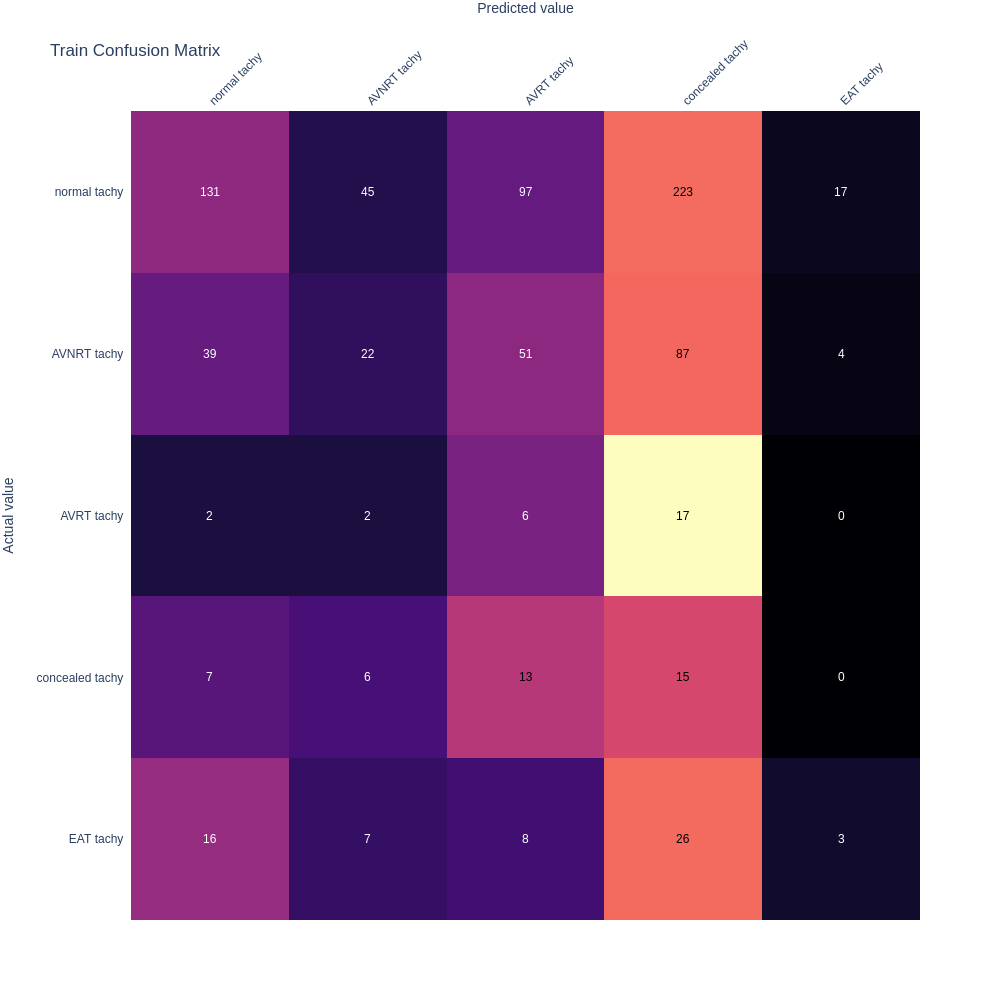 Predicted value
Train Confusion Matrix
normal tachy
AVNRT tachy
AVRT tachy
concealed tachy
EAT tachy
normal tachy 131 45 97 223 17
AVNRT tachy 39 22 51 87 4
AVRT tachy 2 2 6 17 0
concealed tachy 7 6 13 15 0
EAT tachy 16 7 8 26 3
Actual value